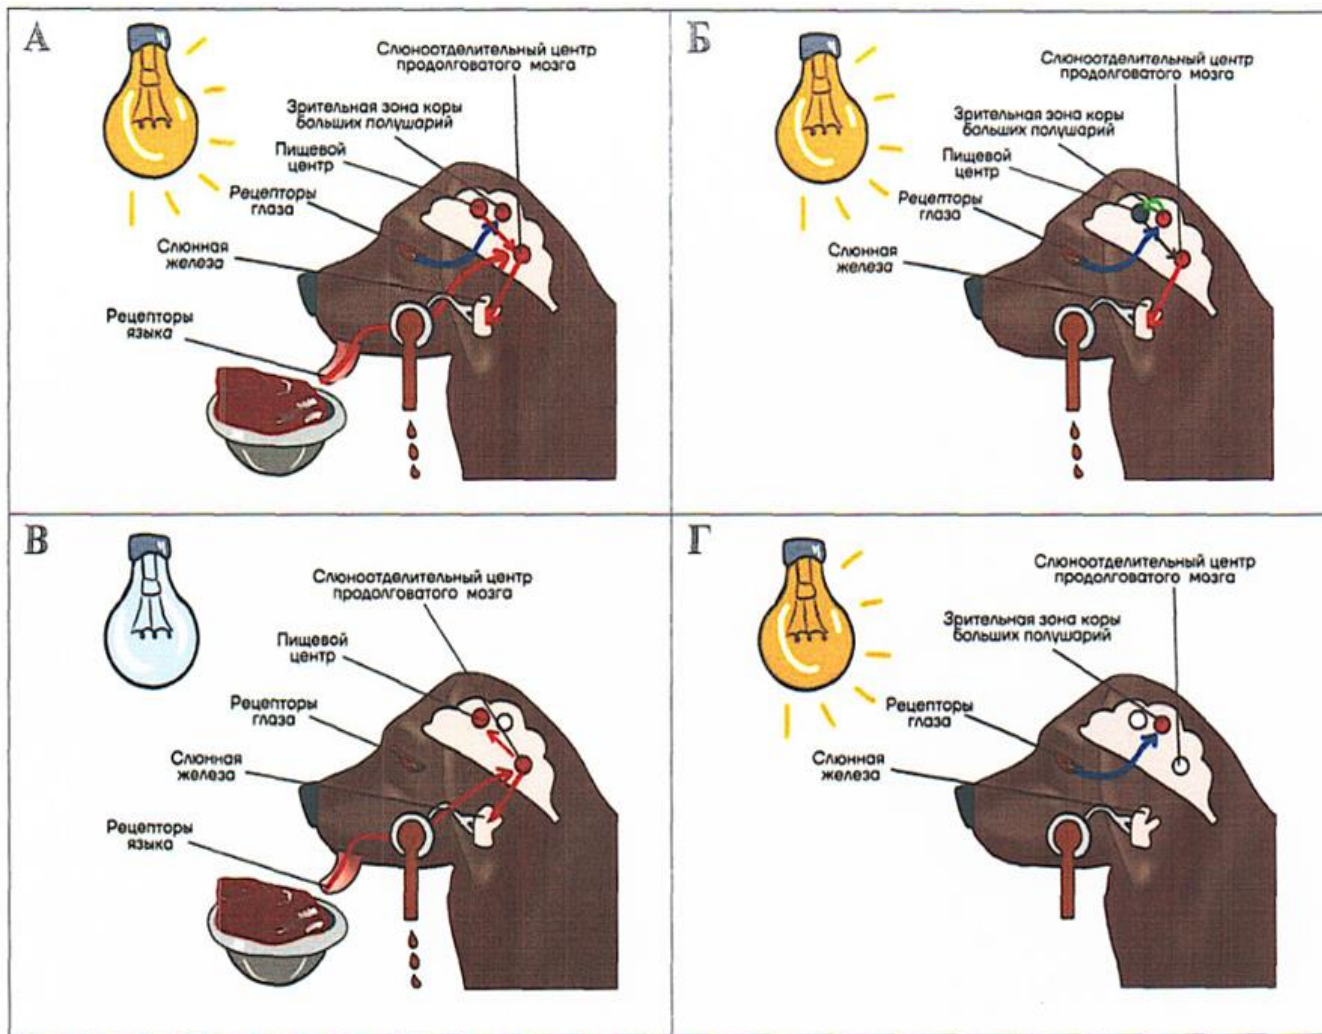 А
Слюноотделительный центр
продолговатого мозга
Зрительная зона коры
больших полушарий
Пищевой
центр
Рецепторы
глаза
Слюнная
железа
Рецепторы
языка
Б
Слюноотделительный центр
продолговатого мозга
Зрительная зона коры
больших полушарий
Пищевой
центр
Рецепторы
глаза
Слюнная
железа
В
Слюноотделительный центр
продолговатого мозга
Пищевой
центр
Рецепторы
глаза
Слюнная
железа
Рецепторы
языка
Г
Слюноотделительный центр
продолговатого мозга
Зрительная зона коры
больших полушарий
Рецепторы
глаза
Слюнная
железа